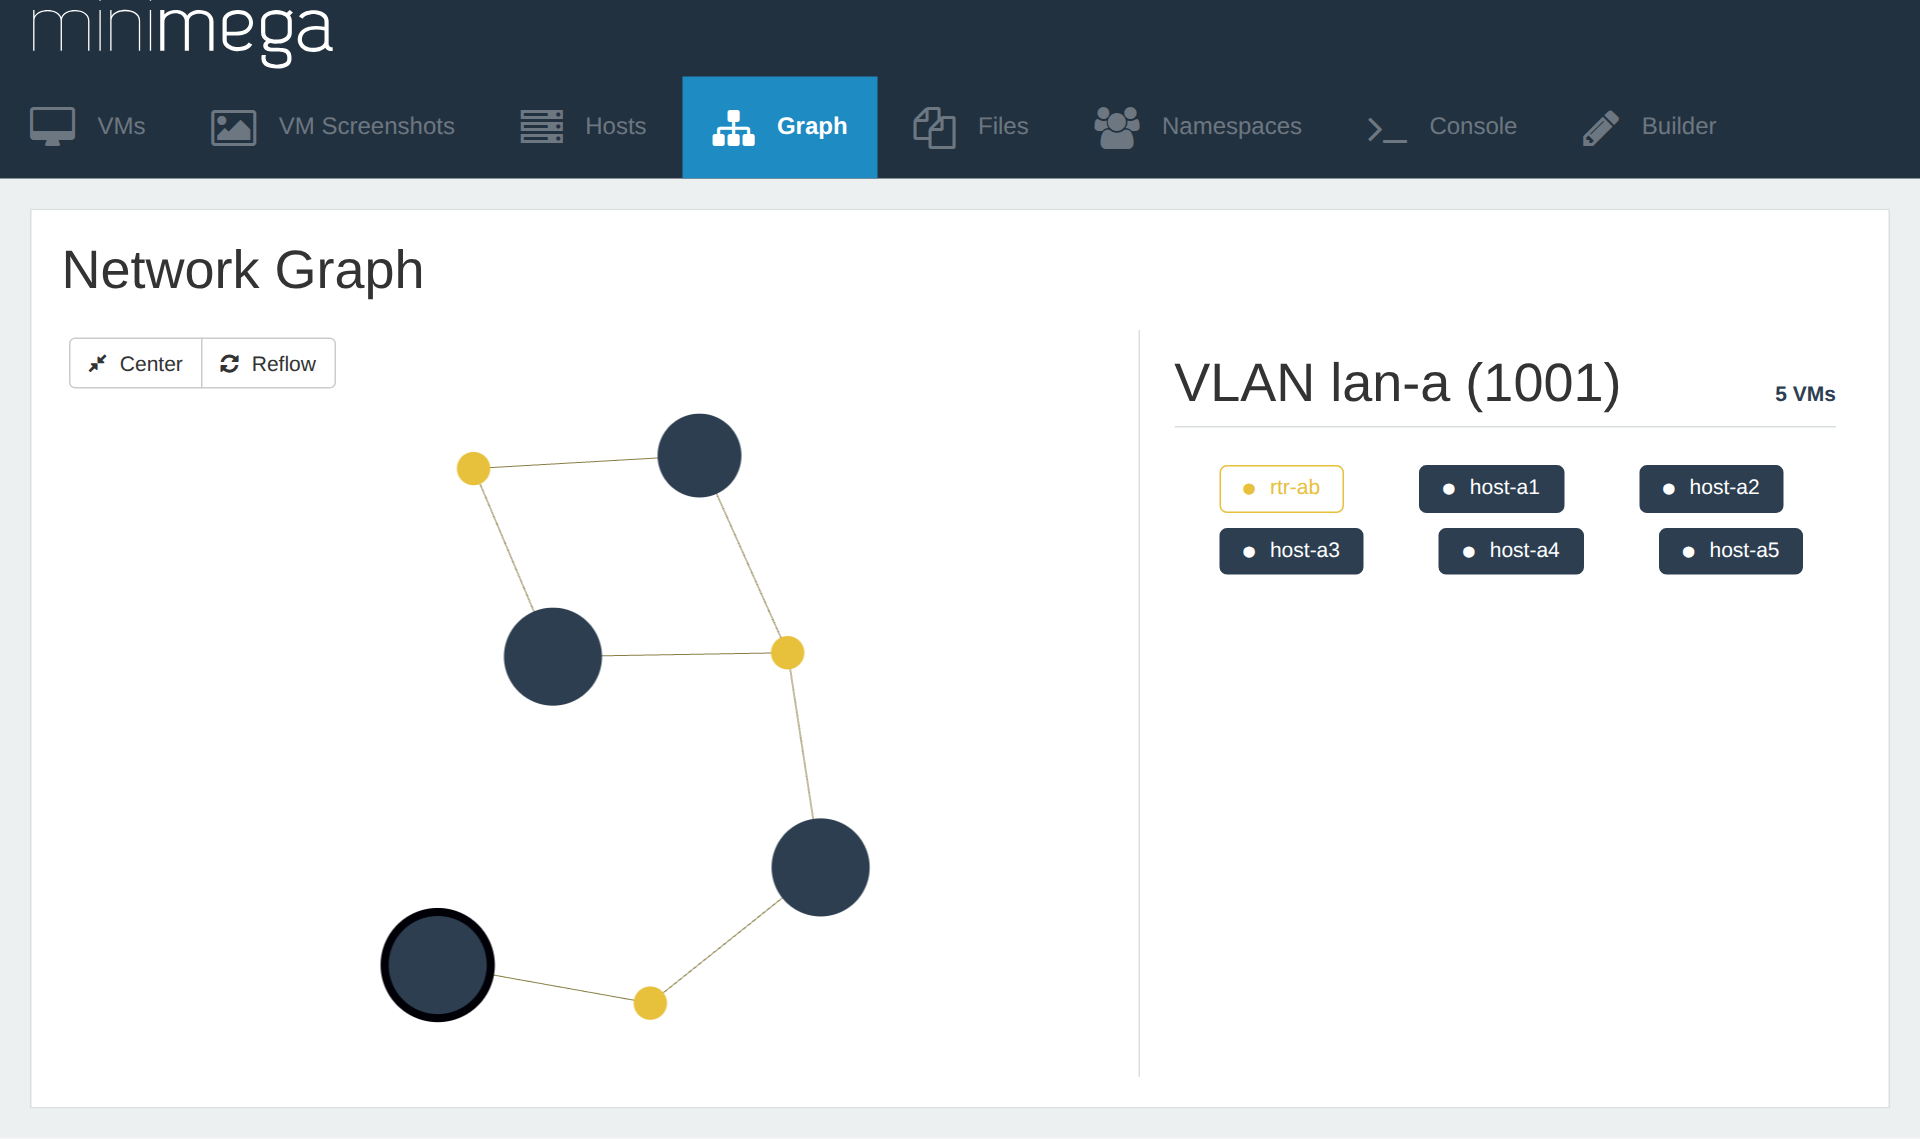 minimega
VMs VM Screenshots Hosts Graph Files Namespaces Console Builder
Network Graph
Center Reflow
VLAN lan-a (1001) 5 VMs
rtr-ab host-a1 host-a2
host-a3 host-a4 host-a5